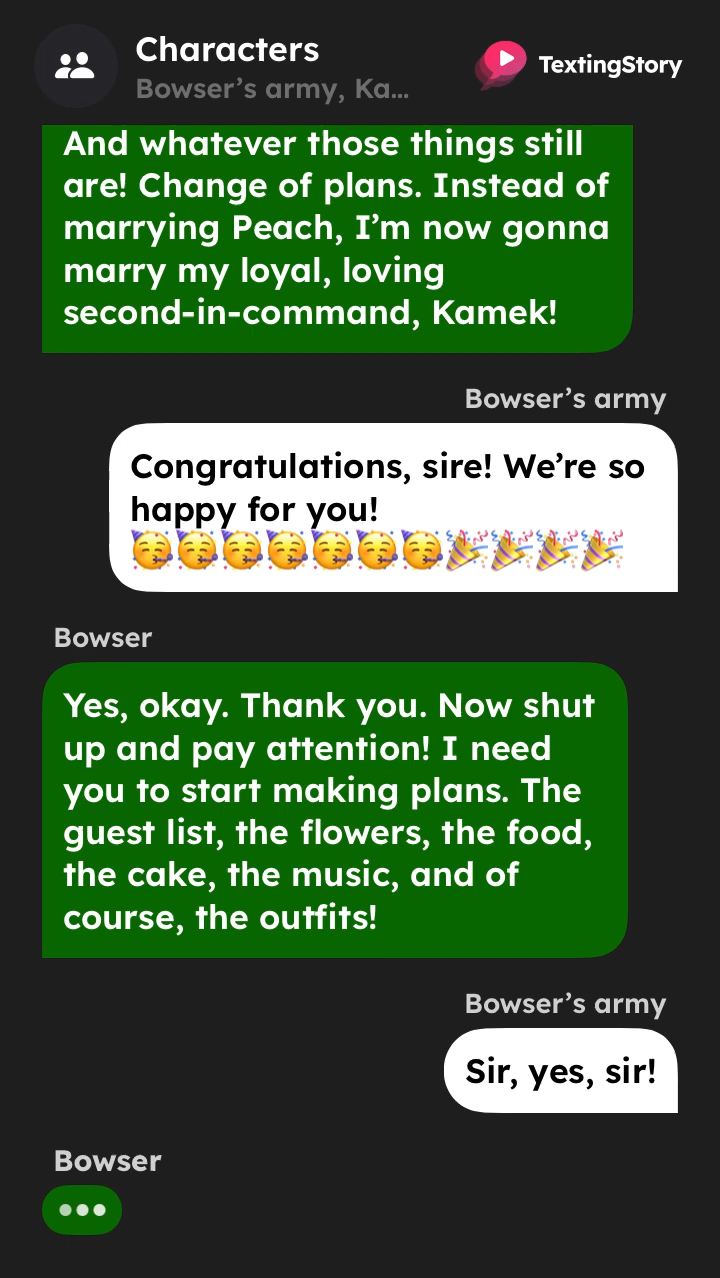 Characters
Bowser’s army, Ka...
TextingStory
And whatever those things still
are! Change of plans. Instead of
marrying Peach, I’m now gonna
marry my loyal, loving
second-in-command, Kamek!
Bowser’s army
Congratulations, sire! We’re so
happy for you!
🥳🥳🥳🥳🥳🥳🥳🎉🎉🎉🎉
Bowser
Yes, okay. Thank you. Now shut
up and pay attention! I need
you to start making plans. The
guest list, the flowers, the food,
the cake, the music, and of
course, the outfits!
Bowser’s army
Sir, yes, sir!
Bowser